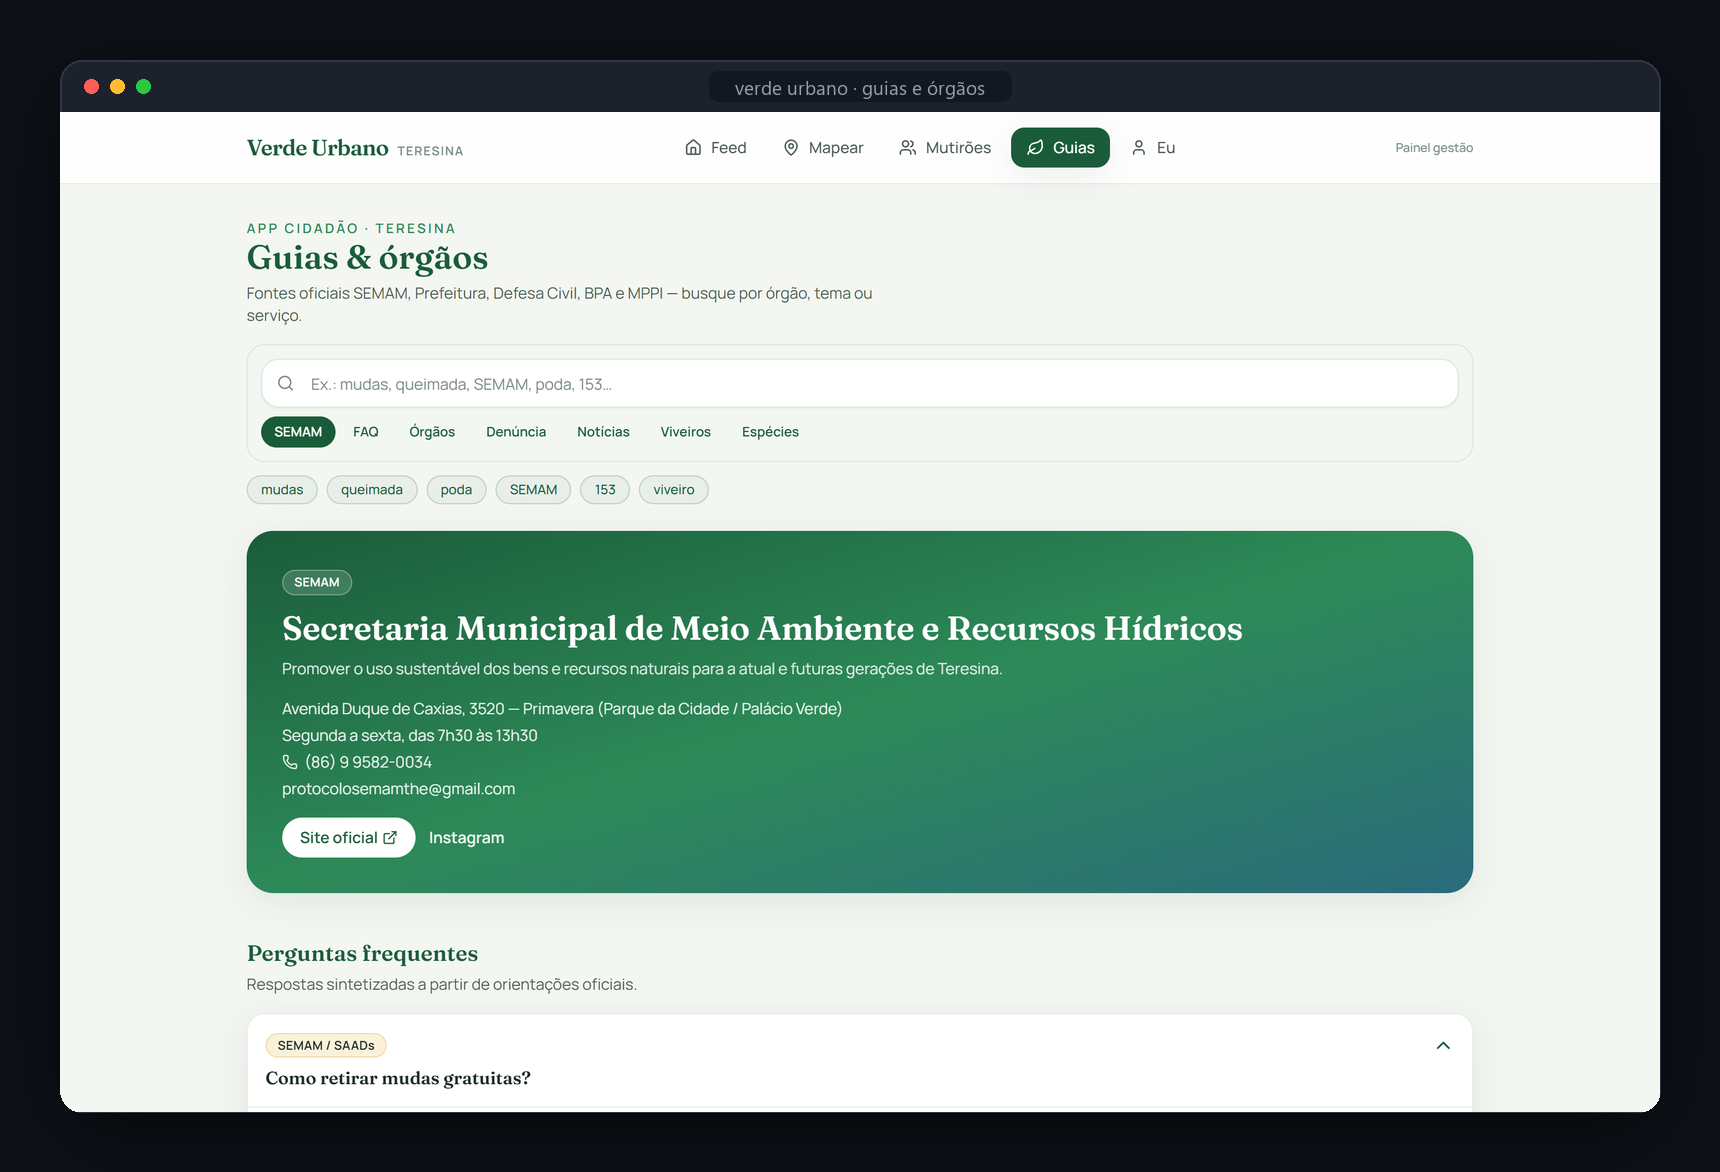 verde urbano · guias e órgãos
Verde Urbano TERESINA
Feed
Mapear
Mutirões
Guias
Eu
Painel gestão
APP CIDADÃO · TERESINA
Guias & órgãos
Fontes oficiais SEMAM, Prefeitura, Defesa Civil, BPA e MPPI — busque por órgão, tema ou
serviço.
Ex.: mudas, queimada, SEMAM, poda, 153...
SEMAM
FAQ
Órgãos
Denúncia
Notícias
Viveiros
Espécies
mudas
queimada
poda
SEMAM
153
viveiro
SEMAM
Secretaria Municipal de Meio Ambiente e Recursos Hídricos
Promover o uso sustentável dos bens e recursos naturais para a atual e futuras gerações de Teresina.
Avenida Duque de Caxias, 3520 — Primavera (Parque da Cidade / Palácio Verde)
Segunda a sexta, das 7h30 às 13h30
(86) 9 9582-0034
protocolosemamthe@gmail.com
Site oficial
Instagram
Perguntas frequentes
Respostas sintetizadas a partir de orientações oficiais.
SEMAM / SAADs
Como retirar mudas gratuitas?